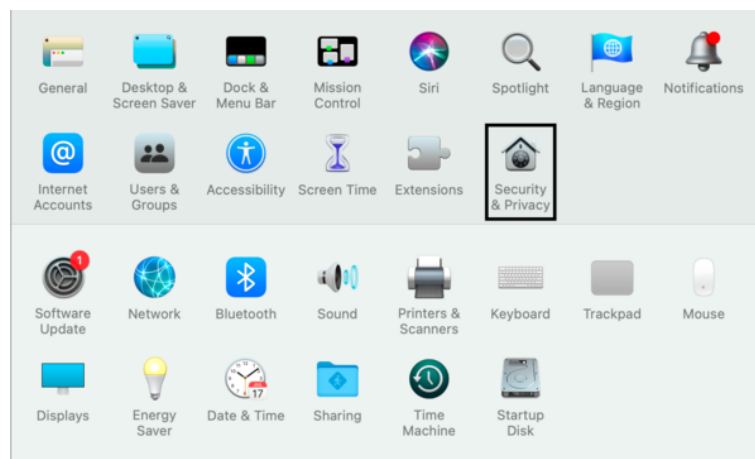 General
Desktop &
Screen Saver
Dock &
Menu Bar
Mission
Control
Siri
Spotlight
Language
& Region
Notifications
@
Internet
Accounts
Users &
Groups
Accessibility
Screen Time
Extensions
Security
& Privacy
1
Software
Update
Network
Bluetooth
Sound
Printers &
Scanners
Keyboard
Trackpad
Mouse
Displays
Energy
Saver
17
Date & Time
Sharing
Time
Machine
Startup
Disk